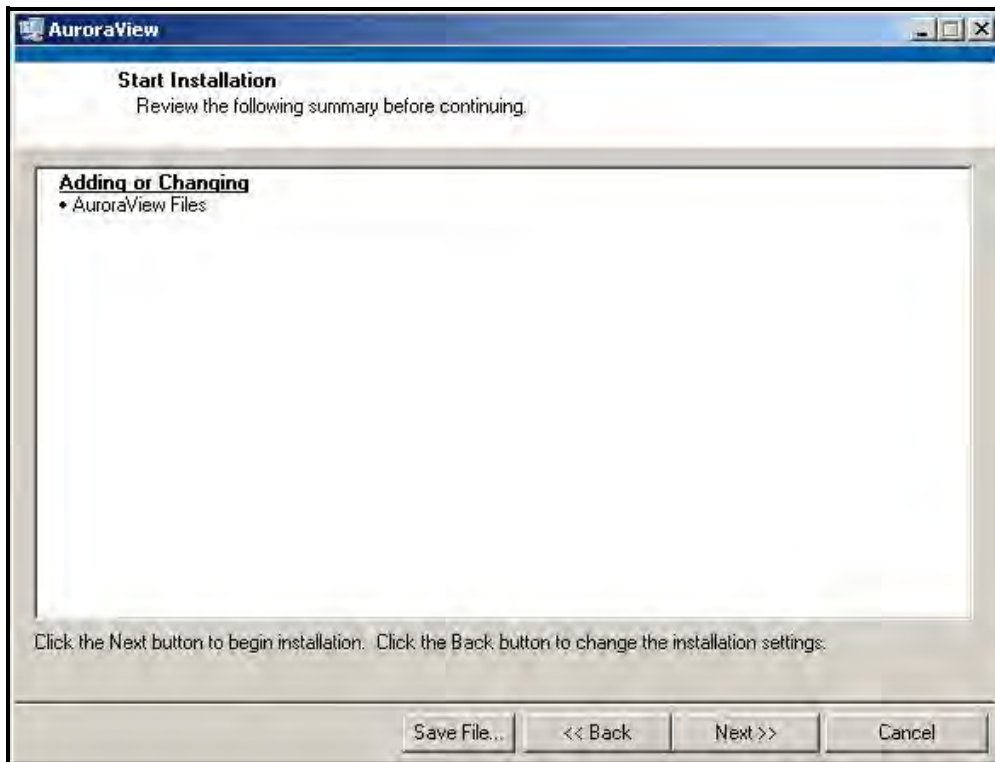 AuroraView
Start Installation
Review the following summary before continuing.
Adding or Changing
• AuroraView Files
Click the Next button to begin installation. Click the Back button to change the installation settings.
Save File... << Back Next >> Cancel